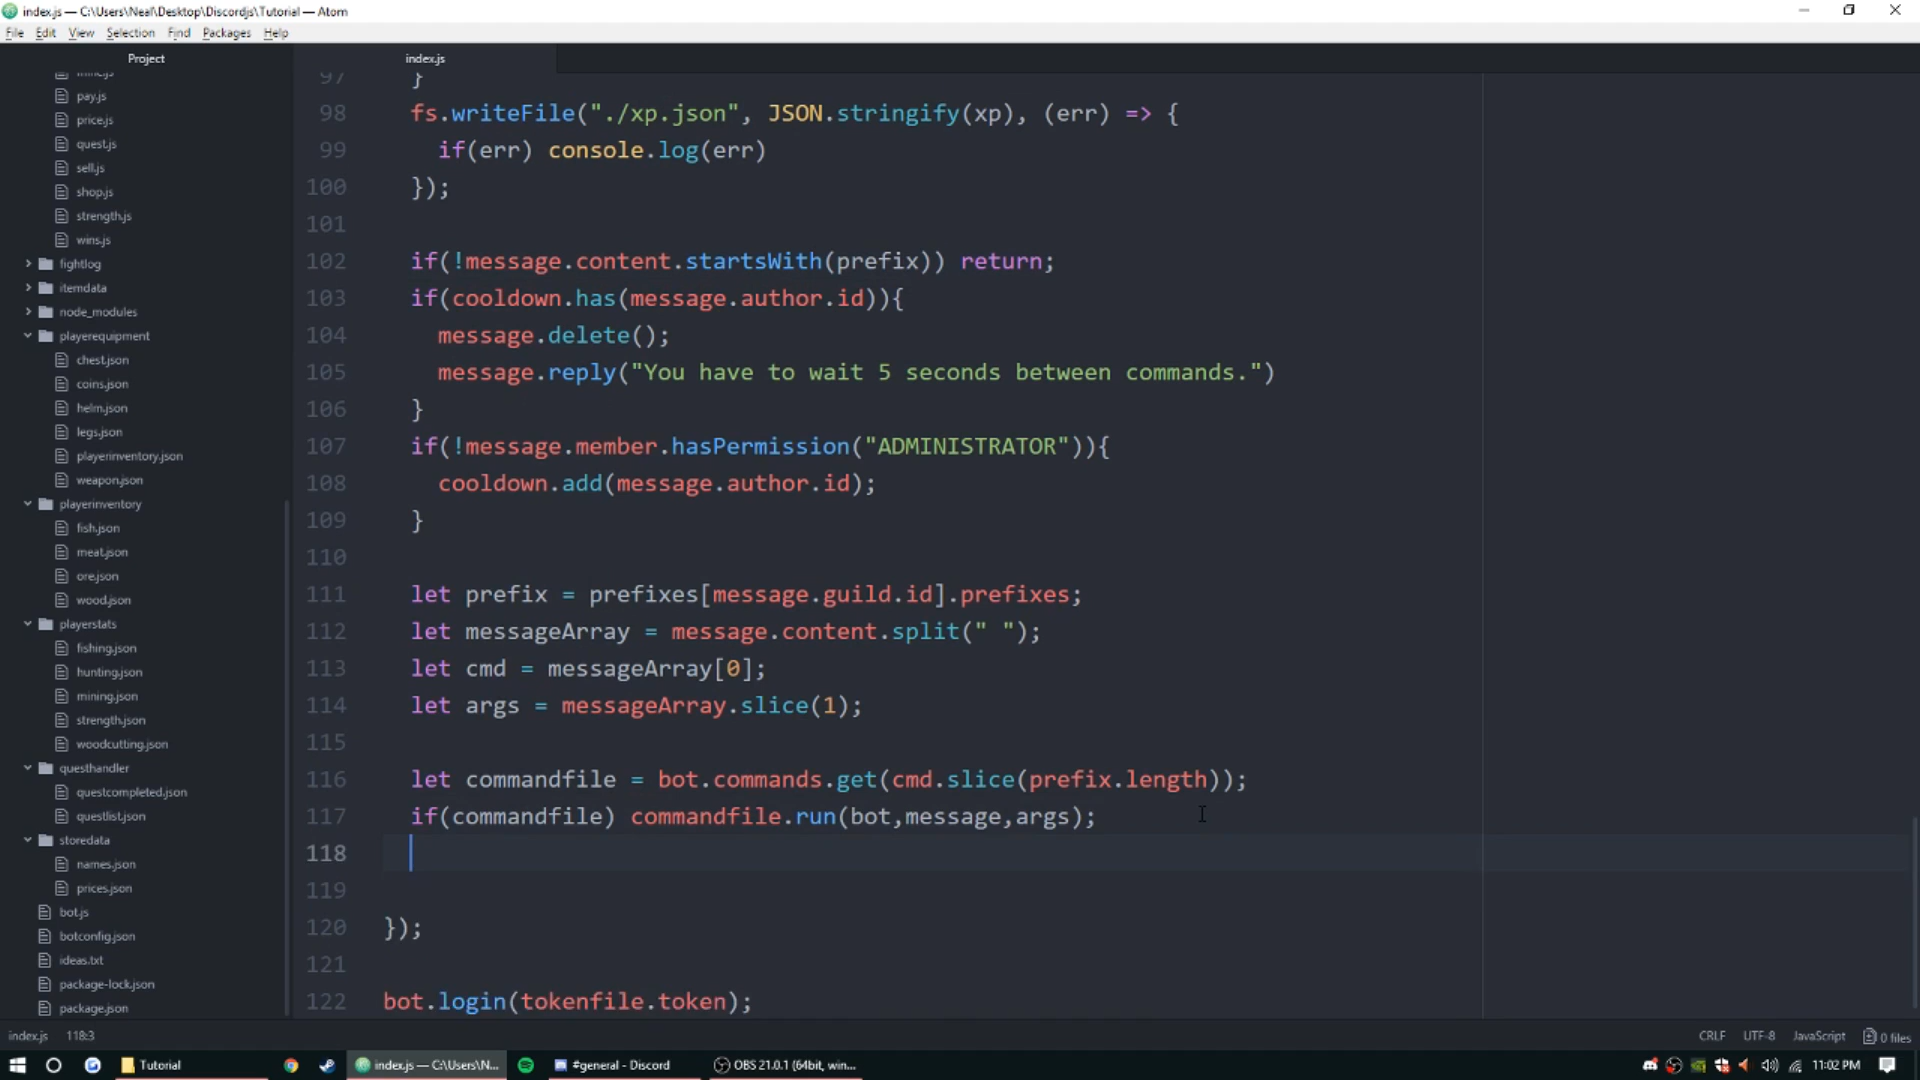 index.js — C:\Users\Neal\Desktop\Discordjs\Tutorial — Atom
File Edit View Selection Find Packages Help
Project
pay.js
price.js
quest.js
sell.js
shop.js
strength.js
wins.js
fightlog
itemdata
node_modules
playerequipment
chest.json
coins.json
helm.json
legs.json
playerinventory.json
weapon.json
playerinventory
fish.json
meat.json
ore.json
wood.json
playerstats
fishing.json
hunting.json
mining.json
strength.json
woodcutting.json
questhandler
questcompleted.json
questlist.json
storedata
names.json
prices.json
bot.js
botconfig.json
ideas.txt
package-lock.json
package.json
index.js
97 }
98 fs.writeFile("./xp.json", JSON.stringify(xp), (err) => {
99 if(err) console.log(err)
100 });
101
102 if(!message.content.startsWith(prefix)) return;
103 if(cooldown.has(message.author.id)){
104 message.delete();
105 message.reply("You have to wait 5 seconds between commands.")
106 }
107 if(!message.member.hasPermission("ADMINISTRATOR")){
108 cooldown.add(message.author.id);
109 }
110
111 let prefix = prefixes[message.guild.id].prefixes;
112 let messageArray = message.content.split(" ");
113 let cmd = messageArray[0];
114 let args = messageArray.slice(1);
115
116 let commandfile = bot.commands.get(cmd.slice(prefix.length));
117 if(commandfile) commandfile.run(bot,message,args);
118
119
120 });
121
122 bot.login(tokenfile.token);
index.js 118:3
CRLF UTF-8 JavaScript 0 files
Tutorial
index.js — C:\Users\N...
#general - Discord
OBS 21.0.1 (64bit, win...
11:02 PM